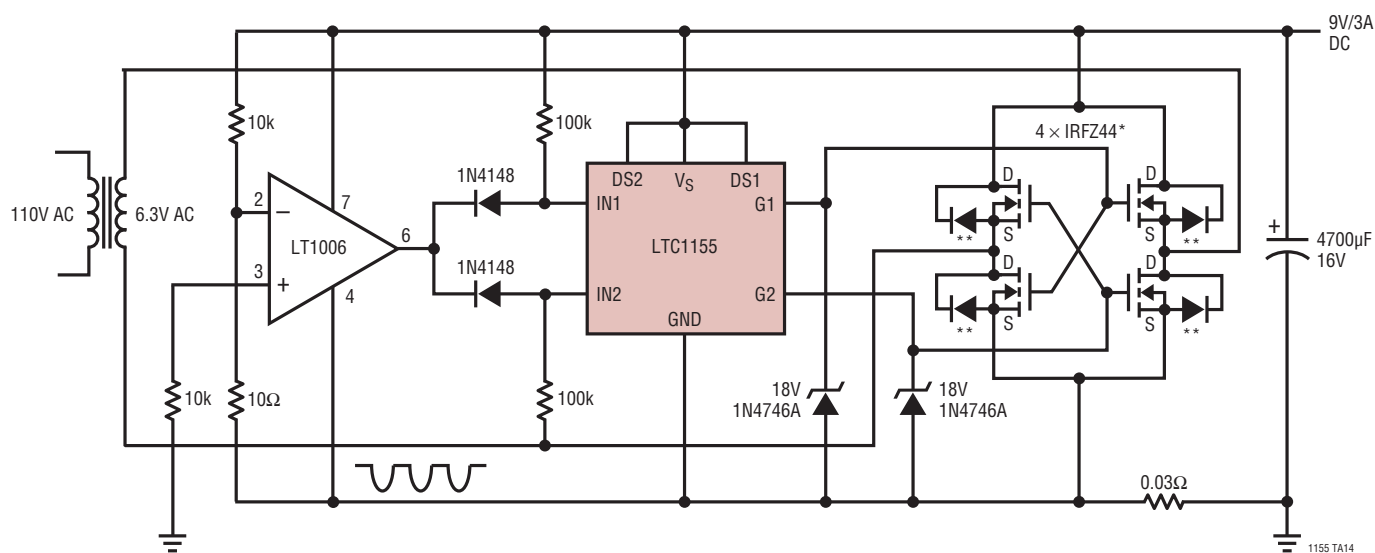 9V/3A
DC
10k
100k
4 × IRFZ44*
110V AC
6.3V AC
2
−
7
LT1006
6
3
+
4
1N4148
1N4148
DS2
VS
DS1
IN1
G1
LTC1155
IN2
G2
GND
D
S
**
D
S
**
D
S
**
D
S
**
+
4700µF
16V
10k
10Ω
100k
18V
1N4746A
18V
1N4746A
0.03Ω
1155 TA14